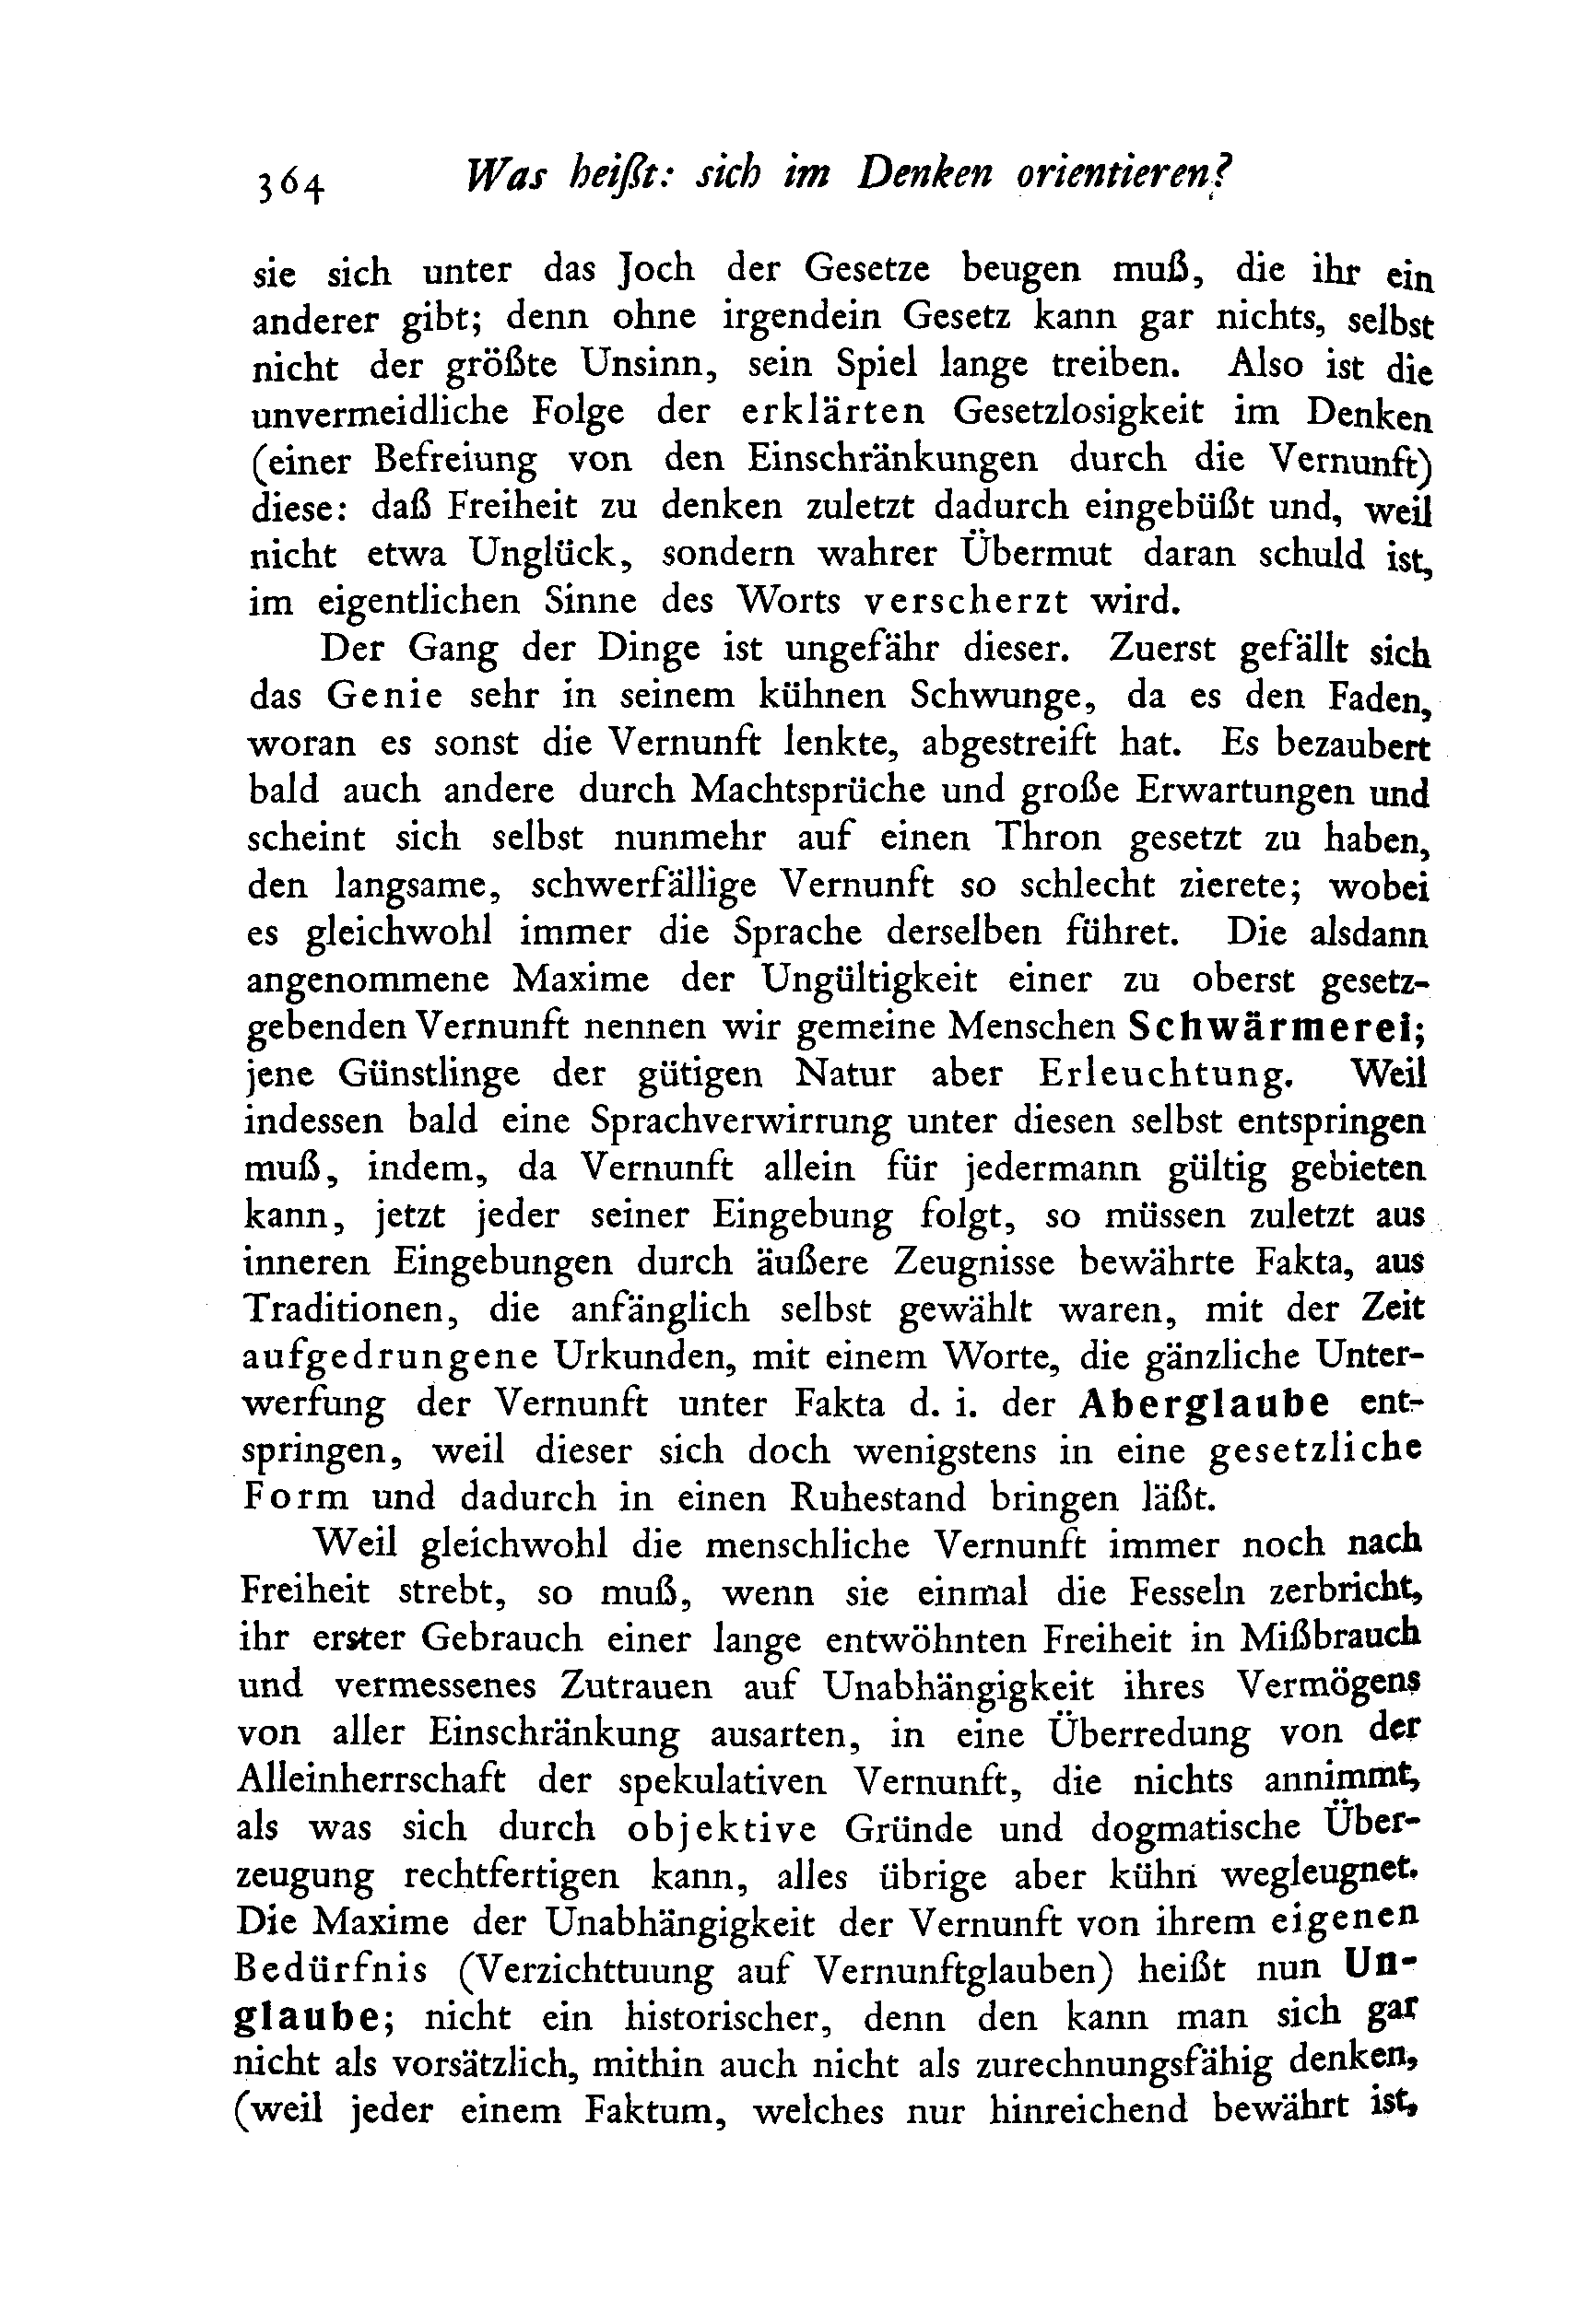 364 Was heißt: sich im Denken orientieren?
sie sich unter das Joch der Gesetze beugen muß, die ihr ein
anderer gibt; denn ohne irgendein Gesetz kann gar nichts, selbst
nicht der größte Unsinn, sein Spiel lange treiben. Also ist die
unvermeidliche Folge der erklärten Gesetzlosigkeit im Denken
(einer Befreiung von den Einschränkungen durch die Vernunft)
diese: daß Freiheit zu denken zuletzt dadurch eingebüßt und, weil
nicht etwa Unglück, sondern wahrer Übermut daran schuld ist,
im eigentlichen Sinne des Worts verscherzt wird.
Der Gang der Dinge ist ungefähr dieser. Zuerst gefällt sich
das Genie sehr in seinem kühnen Schwunge, da es den Faden,
woran es sonst die Vernunft lenkte, abgestreift hat. Es bezaubert
bald auch andere durch Machtsprüche und große Erwartungen und
scheint sich selbst nunmehr auf einen Thron gesetzt zu haben,
den langsame, schwerfällige Vernunft so schlecht zierete; wobei
es gleichwohl immer die Sprache derselben führet. Die alsdann
angenommene Maxime der Ungültigkeit einer zu oberst gesetz-
gebenden Vernunft nennen wir gemeine Menschen Schwärmerei;
jene Günstlinge der gütigen Natur aber Erleuchtung. Weil
indessen bald eine Sprachverwirrung unter diesen selbst entspringen
muß, indem, da Vernunft allein für jedermann gültig gebieten
kann, jetzt jeder seiner Eingebung folgt, so müssen zuletzt aus
inneren Eingebungen durch äußere Zeugnisse bewährte Fakta, aus
Traditionen, die anfänglich selbst gewählt waren, mit der Zeit
aufgedrungene Urkunden, mit einem Worte, die gänzliche Unter-
werfung der Vernunft unter Fakta d. i. der Aberglaube ent-
springen, weil dieser sich doch wenigstens in eine gesetzliche
Form und dadurch in einen Ruhestand bringen läßt.
Weil gleichwohl die menschliche Vernunft immer noch nach
Freiheit strebt, so muß, wenn sie einmal die Fesseln zerbricht,
ihr erster Gebrauch einer lange entwöhnten Freiheit in Mißbrauch
und vermessenes Zutrauen auf Unabhängigkeit ihres Vermögens
von aller Einschränkung ausarten, in eine Überredung von der
Alleinherrschaft der spekulativen Vernunft, die nichts annimmt,
als was sich durch objektive Gründe und dogmatische Über-
zeugung rechtfertigen kann, alles übrige aber kühn wegleugnet.
Die Maxime der Unabhängigkeit der Vernunft von ihrem eigenen
Bedürfnis (Verzichttuung auf Vernunftglauben) heißt nun Un-
glaube; nicht ein historischer, denn den kann man sich gar
nicht als vorsätzlich, mithin auch nicht als zurechnungsfähig denken,
(weil jeder einem Faktum, welches nur hinreichend bewährt ist,